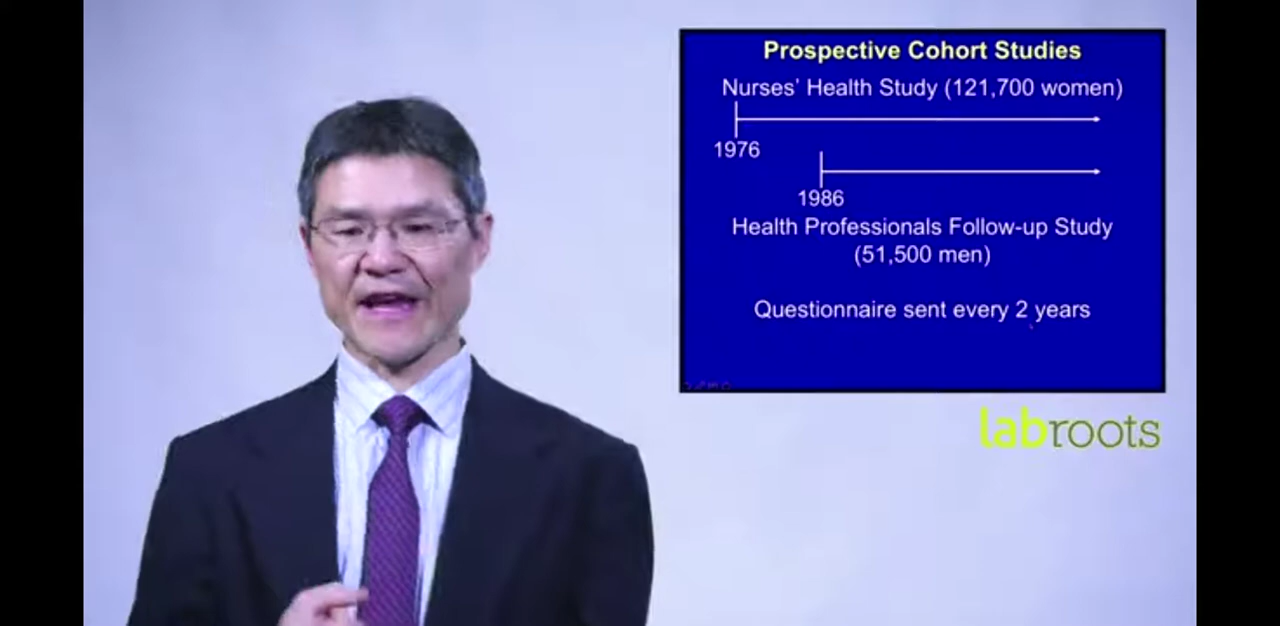 Prospective Cohort Studies
Nurses' Health Study (121,700 women)
1976
1986
Health Professionals Follow-up Study
(51,500 men)
Questionnaire sent every 2 years
labroots